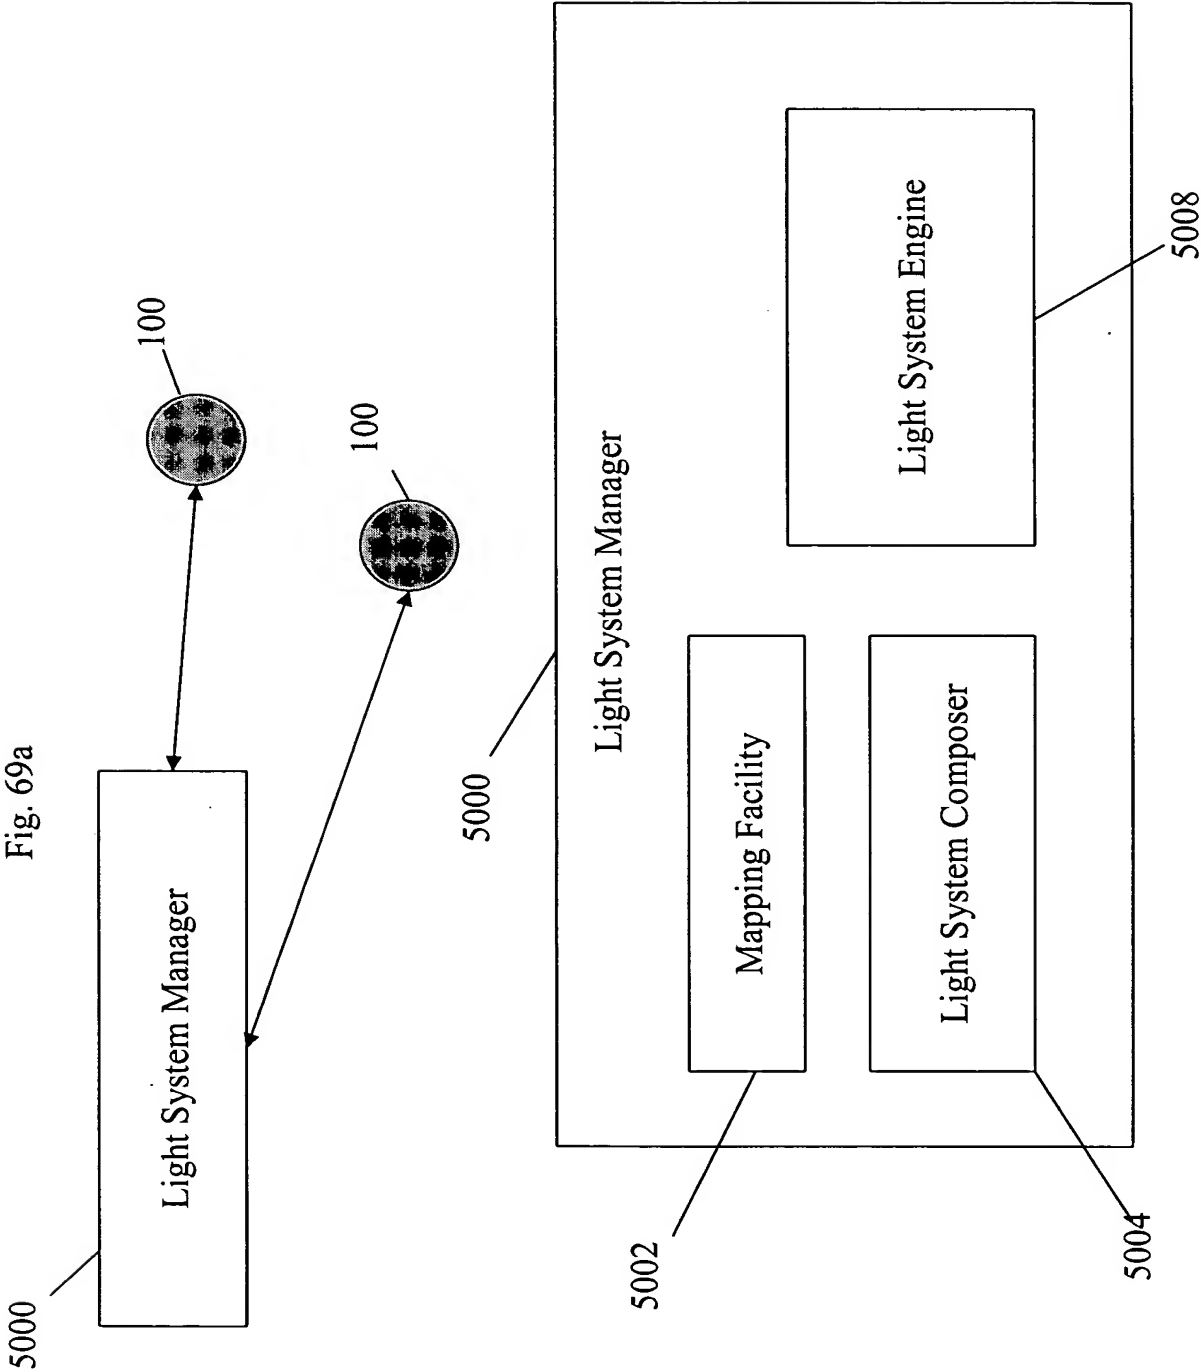 Fig. 69a
5000
Light System Manager
100
100
5000
Light System Manager
5002
Mapping Facility
Light System Composer
5004
Light System Engine
5008